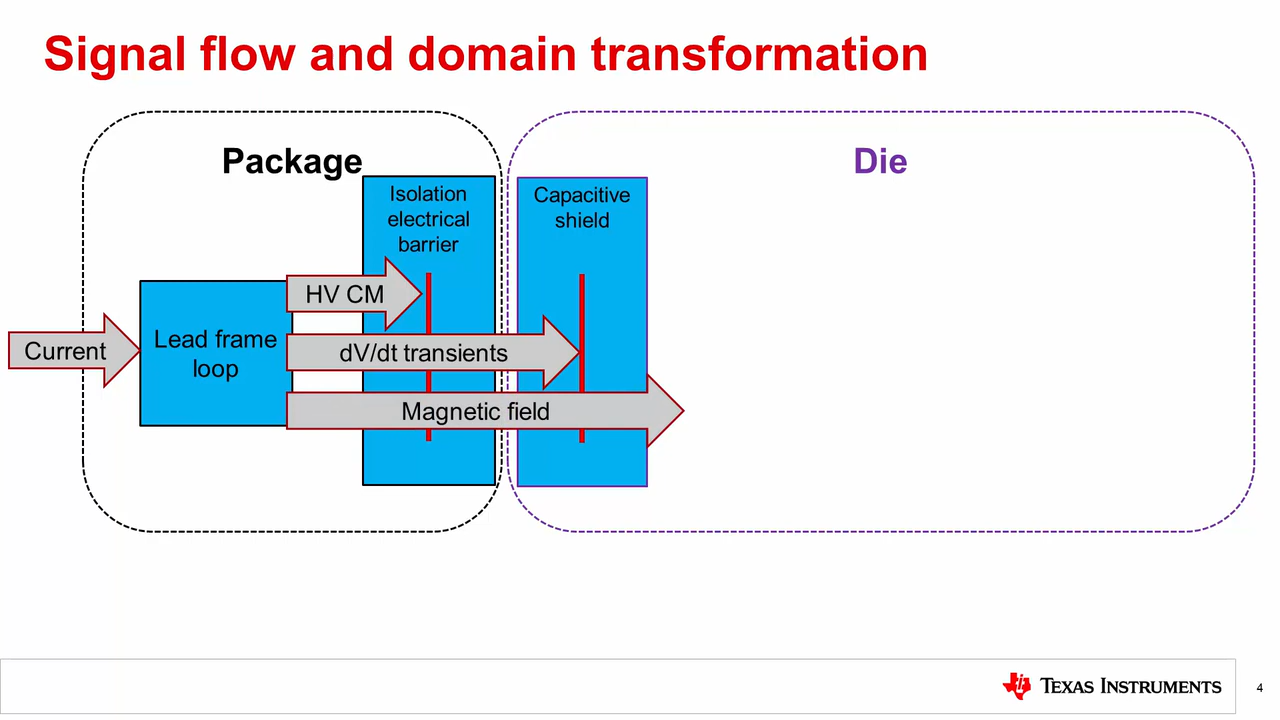 Signal flow and domain transformation
Package
Die
Isolation
electrical
barrier
Capacitive
shield
HV CM
Current
Lead frame
loop
dV/dt transients
Magnetic field
TEXAS INSTRUMENTS
4